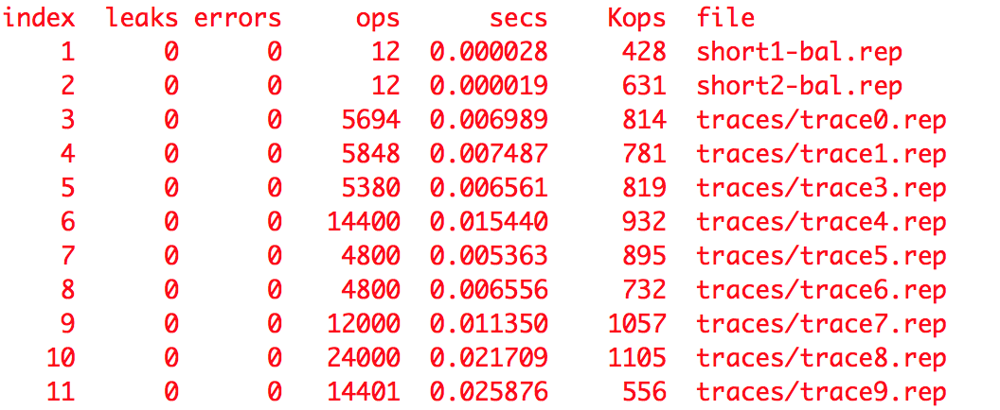 index leaks errors ops secs Kops file
1 0 0 12 0.000028 428 short1-bal.rep
2 0 0 12 0.000019 631 short2-bal.rep
3 0 0 5694 0.006989 814 traces/trace0.rep
4 0 0 5848 0.007487 781 traces/trace1.rep
5 0 0 5380 0.006561 819 traces/trace3.rep
6 0 0 14400 0.015440 932 traces/trace4.rep
7 0 0 4800 0.005363 895 traces/trace5.rep
8 0 0 4800 0.006556 732 traces/trace6.rep
9 0 0 12000 0.011350 1057 traces/trace7.rep
10 0 0 24000 0.021709 1105 traces/trace8.rep
11 0 0 14401 0.025876 556 traces/trace9.rep